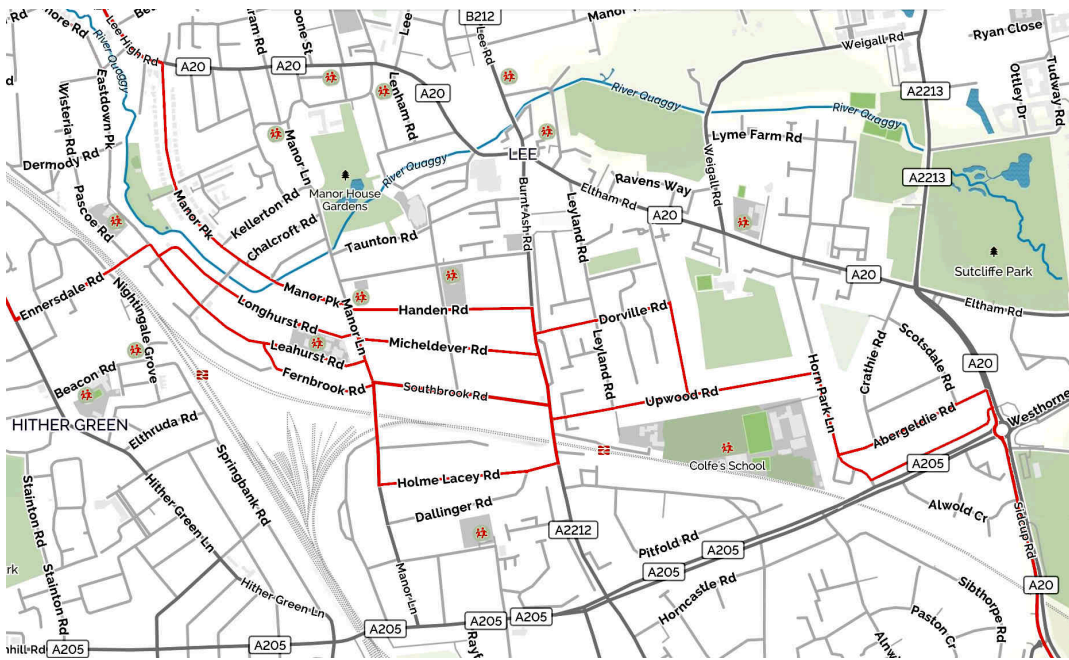 B212
Lee Rd
Weigall Rd
Ryan Close
Tudway Rd
Ottley Dr
Lee High Rd
A20
A20
A20
Lenham Rd
River Quaggy
Eastdown Pk
Wisteria Rd
River Quaggy
River Quaggy
A2213
Lyme Farm Rd
Dermody Rd
Manor Ln
River Quaggy
LEE
Weigall Rd
A2213
Manor House
Gardens
Burnt Ash Rd
Ravens Way
Eltham Rd
A20
Leyland Rd
Pascoe Rd
Manor Pk
Kellerton Rd
Chalcroft Rd
Taunton Rd
Sutcliffe Park
A20
Eltham Rd
Ennersdale Rd
Nightingale Grove
Longhurst Rd
Manor Pk
Manor Ln
Handen Rd
Dorville Rd
Micheldever Rd
Leyland Rd
Leahurst Rd
Fernbrook Rd
Southbrook Rd
Upwood Rd
Horn Park Ln
Crathie Rd
Scotsdale Rd
A20
Abergeldie Rd
Westhorne
Beacon Rd
HITHER GREEN
Elthruda Rd
Springbank Rd
Colfe's School
A205
Holme Lacey Rd
Dallinger Rd
A2212
Alwold Cr
Sidcup Rd
Stainton Rd
Hither Green Ln
Pitfold Rd
A205
A205
Horncastle Rd
Stainton Rd
Hither Green Ln
Manor Ln
A20
Sibthorpe Rd
Paston Cr
A205
A205
A205
A205
A205